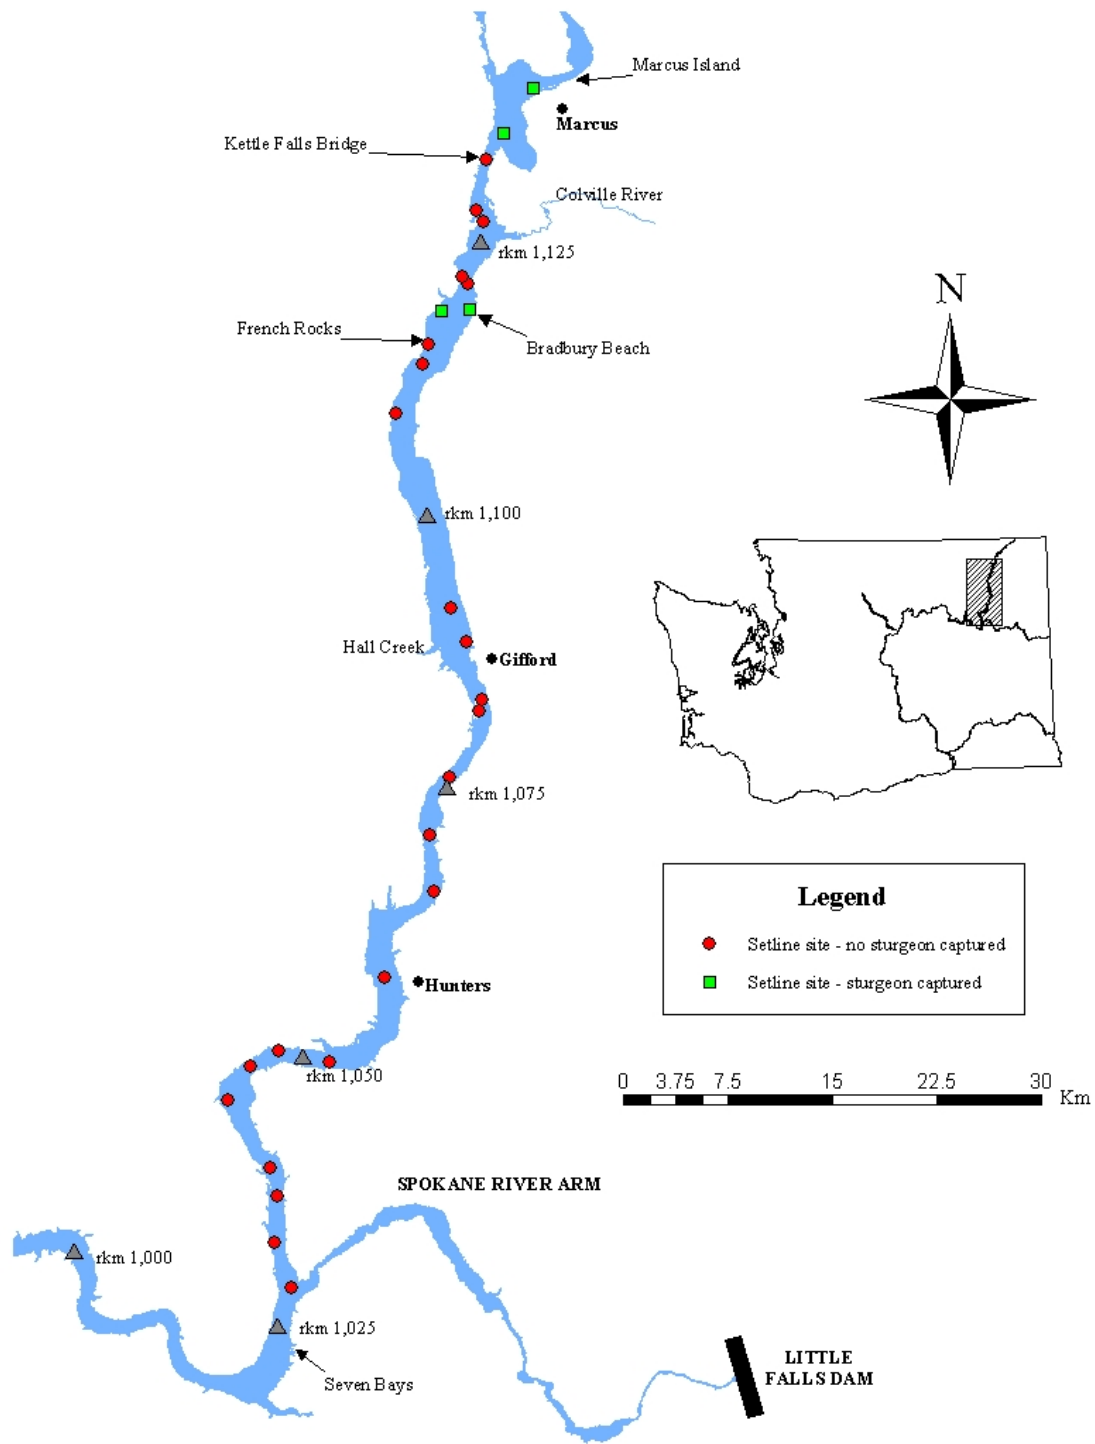 Marcus Island
Marcus
Kettle Falls Bridge
Colville River
rkm 1,125
N
French Rocks
Bradbury Beach
rkm 1,100
Hall Creek
Gifford
rkm 1,075
Legend
Setline site - no sturgeon captured
Setline site - sturgeon captured
Hunters
rkm 1,050
0 3.75 7.5 15 22.5 30
Km
SPOKANE RIVER ARM
rkm 1,000
rkm 1,025
Seven Bays
LITTLE
FALLS DAM